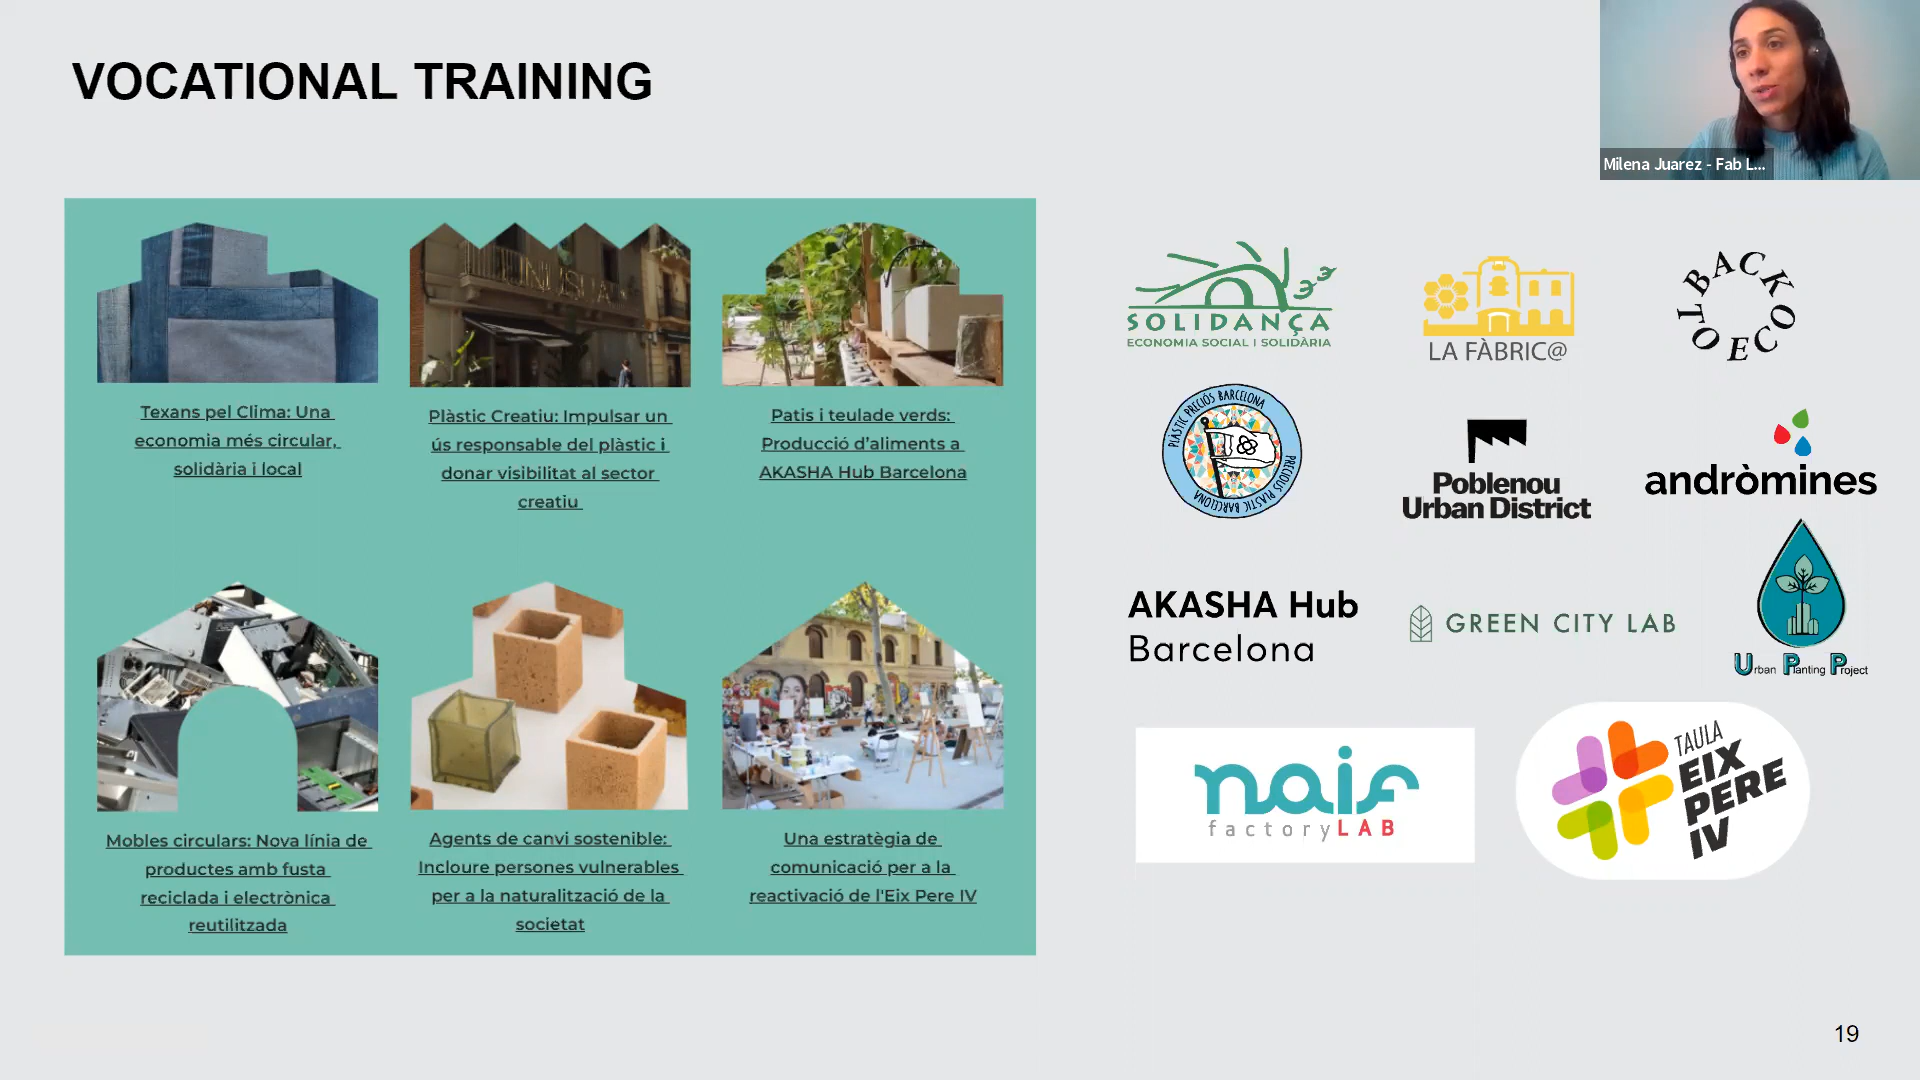 VOCATIONAL TRAINING
Milena Juarez - Fab L...
Texans pel Clima: Una
economia més circular,
solidària i local
Plàstic Creatiu: Impulsar un
ús responsable del plàstic i
donar visibilitat al sector
creatiu
Patis i teulade verds:
Producció d'aliments a
AKASHA Hub Barcelona
Mobles circulars: Nova línia de
productes amb fusta
reciclada i electrònica
reutilitzada
Agents de canvi sostenible:
Incloure persones vulnerables
per a la naturalització de la
societat
Una estratègia de
comunicació per a la
reactivació de l'Eix Pere IV
SOLIDANÇA
ECONOMIA SOCIAL I SOLIDÀRIA
LA FÀBRIC@
BACK
TO
ECO
L
PLÀSTIC PRECIÓS BARCELONA
PRECIOUS PLASTIC BARCELONA
Poblenou
Urban District
andròmines
AKASHA Hub
Barcelona
GREEN CITY LAB
Urban Planting Project
naif
factoryLAB
TAULA
EIX
PERE
IV
19